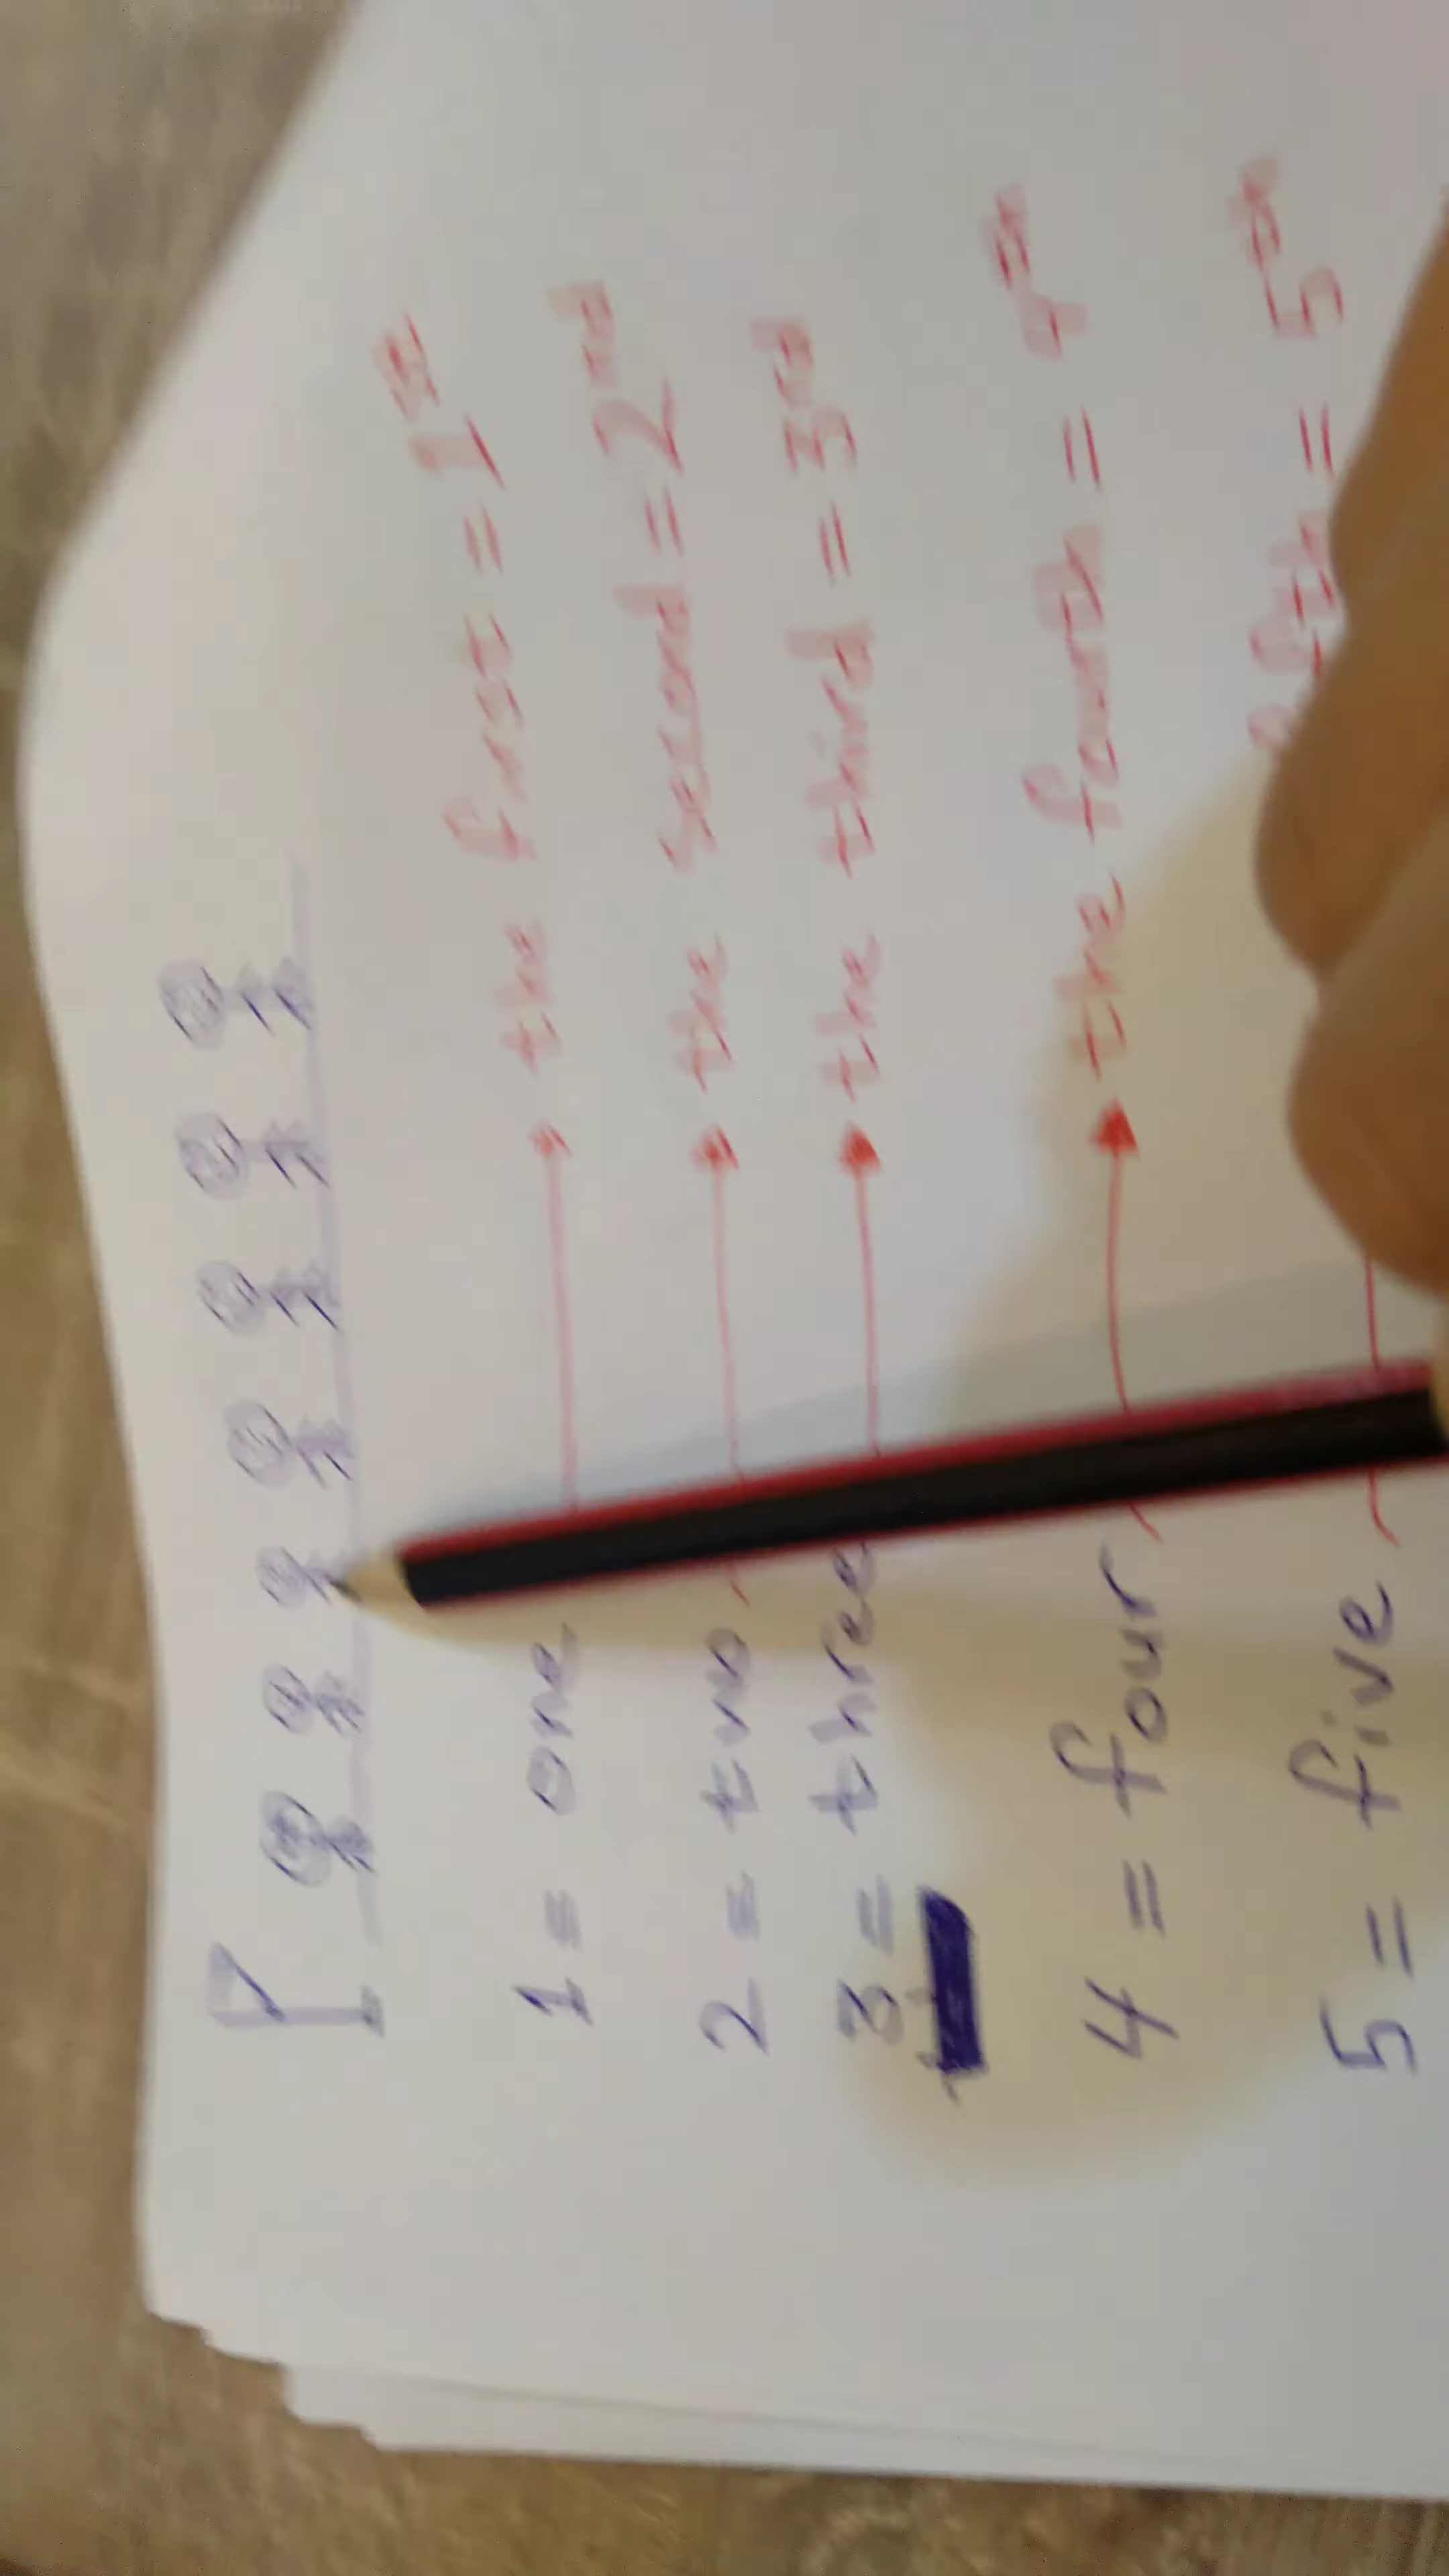 1 = one → the first = 1st
2 = two → the second = 2nd
3 = three → the third = 3rd
4 = four → the fourth = 4th
5 = five = 5th